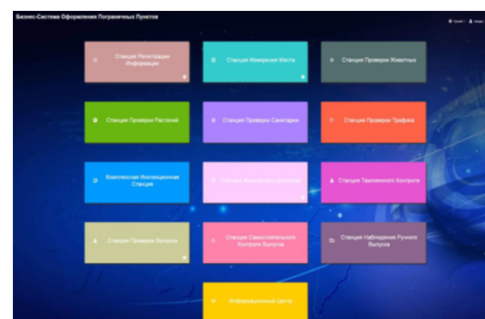 Бизнес-Система Оформления Пограничных Пунктов
Станция Регистрации
Информации
Станция Измерения Места
Станция Проверки Животных
Станция Проверки Растений
Станция Проверки Санитарии
Станция Проверки Трафика
Комплексная Инспекционная
Станция
Станция
Станция Таможенного Контроля
Станция Проверки Выпуска
Станция Самостоятельного
Контроля Выпуска
Станция Наблюдения Ручного
Выпуска
Информационный Центр